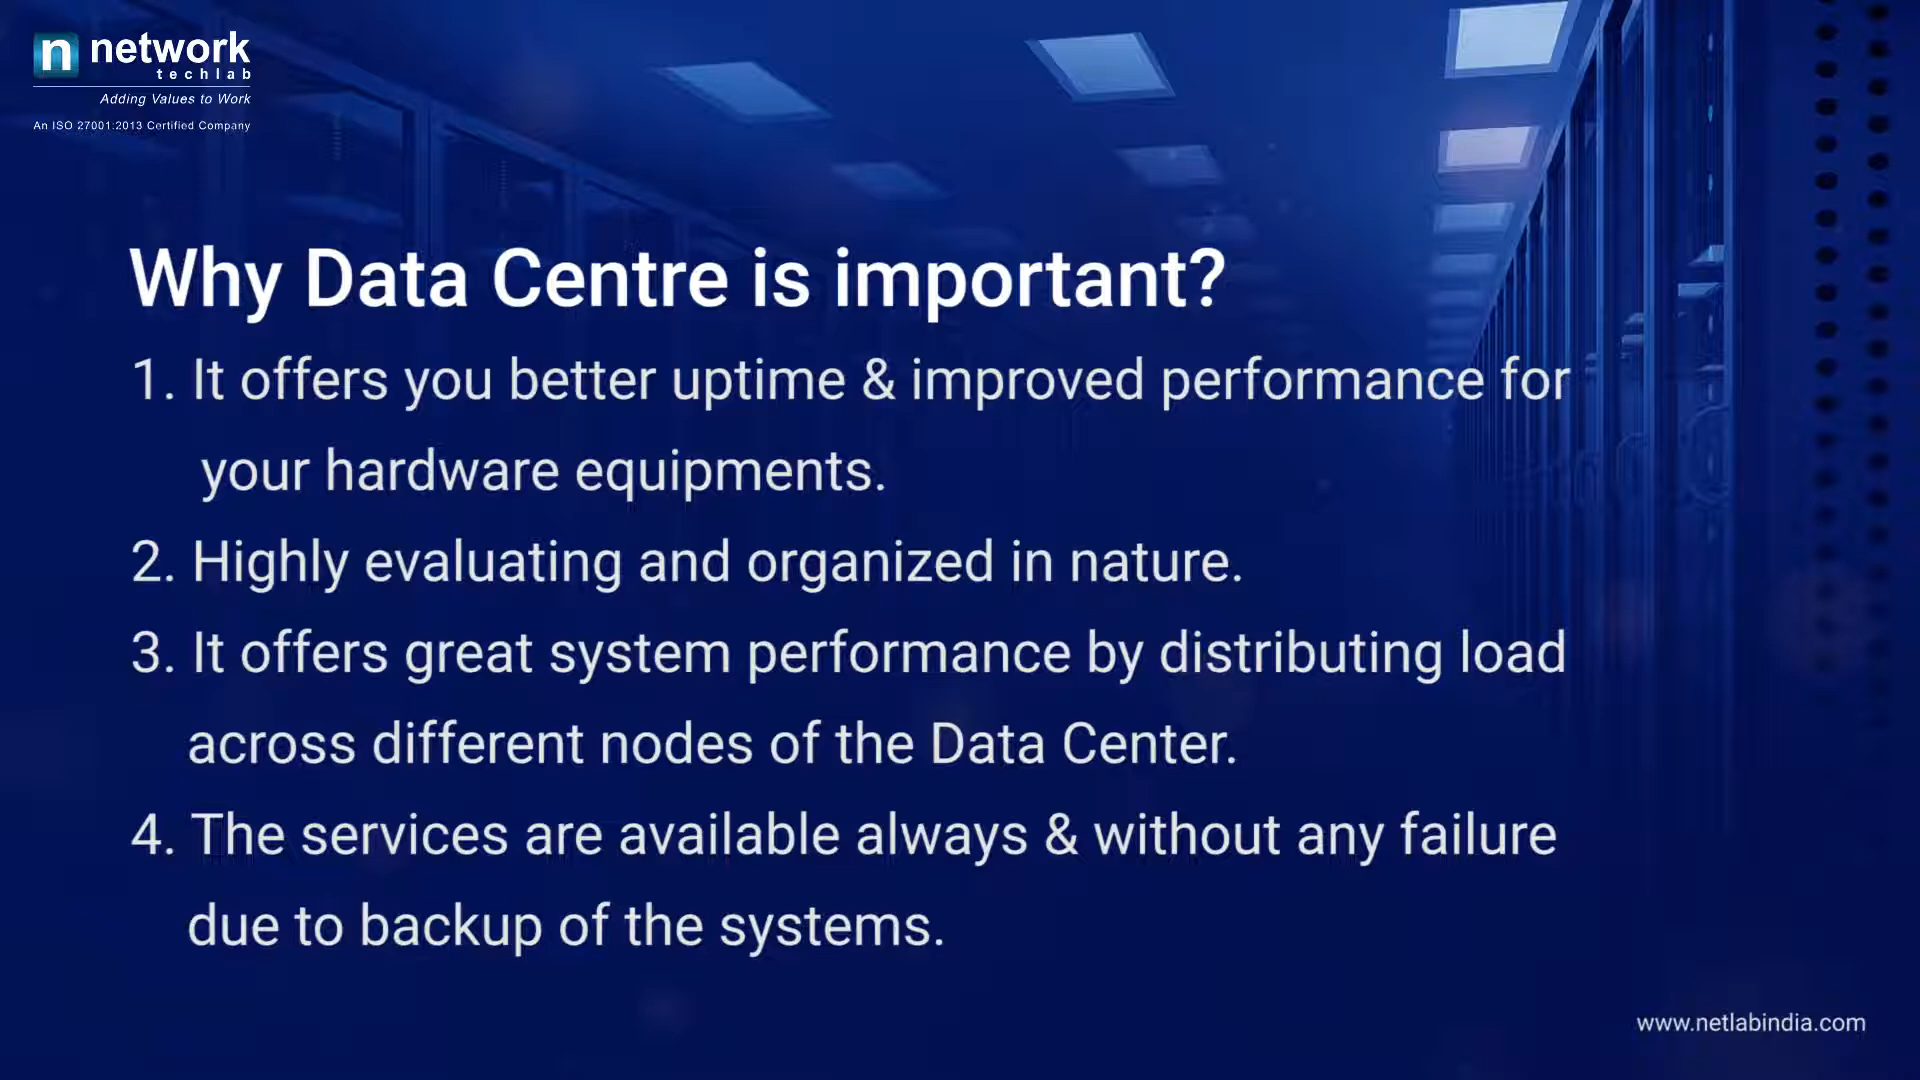 n network
techlab
Adding Values to Work
An ISO 27001:2013 Certified Company
Why Data Centre is important?
1. It offers you better uptime & improved performance for
your hardware equipments.
2. Highly evaluating and organized in nature.
3. It offers great system performance by distributing load
across different nodes of the Data Center.
4. The services are available always & without any failure
due to backup of the systems.
www.netlabindia.com